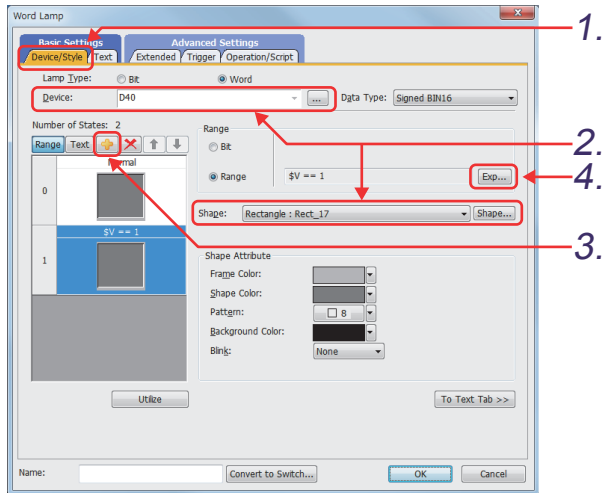 Word Lamp
1.
Basic Settings Advanced Settings
Device/Style Text Extended Trigger Operation/Script
Lamp Type: Bit Word
Device: D40 ... Data Type: Signed BIN16
Number of States: 2
2.
Range
Range Text
Bit
Normal
0
Range $V == 1 Exp...
4.
Shape: Rectangle : Rect_17 Shape...
$V == 1
3.
1
Shape Attribute
Frame Color:
Shape Color:
Pattern: 8
Background Color:
Blink: None
Utilize To Text Tab >>
Name: Convert to Switch... OK Cancel